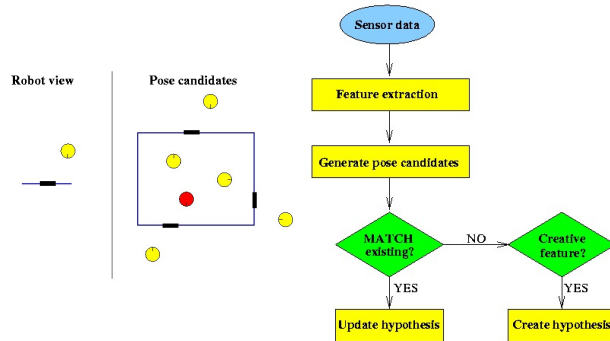 Robot view
Pose candidates
Sensor data
Feature extraction
Generate pose candidates
MATCH
existing?
NO
Creative
feature?
YES
YES
Update hypothesis
Create hypothesis